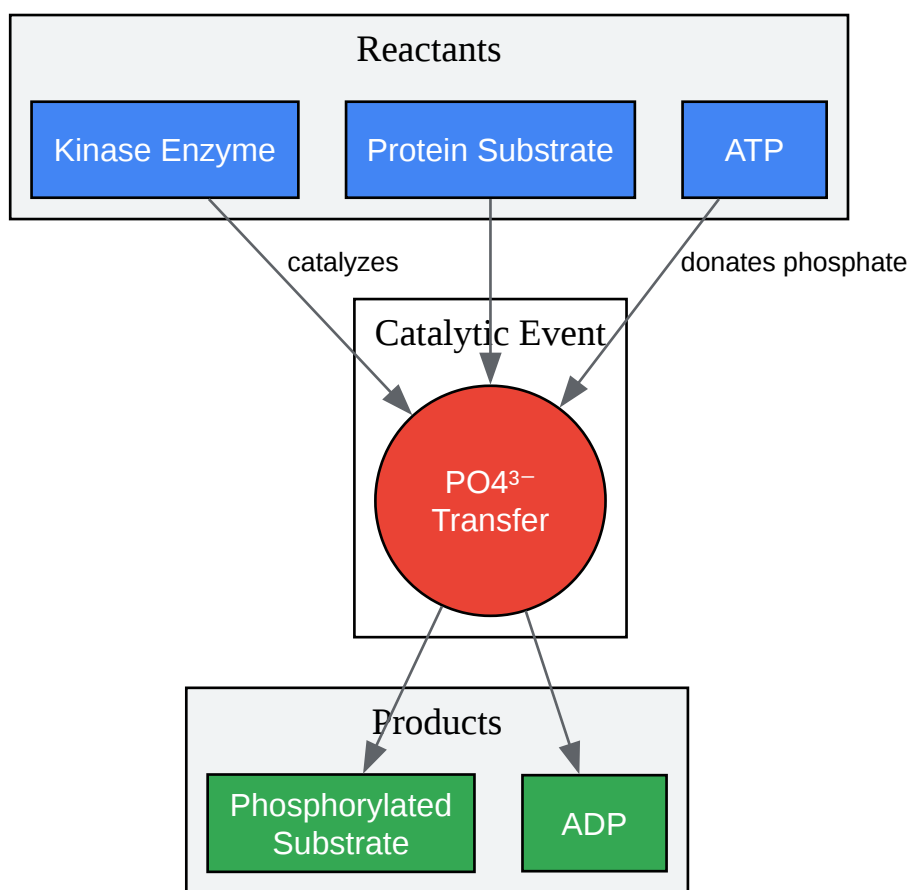 Reactants
Kinase Enzyme
Protein Substrate
ATP
catalyzes
donates phosphate
Catalytic Event
PO4³⁻
Transfer
Products
Phosphorylated
Substrate
ADP